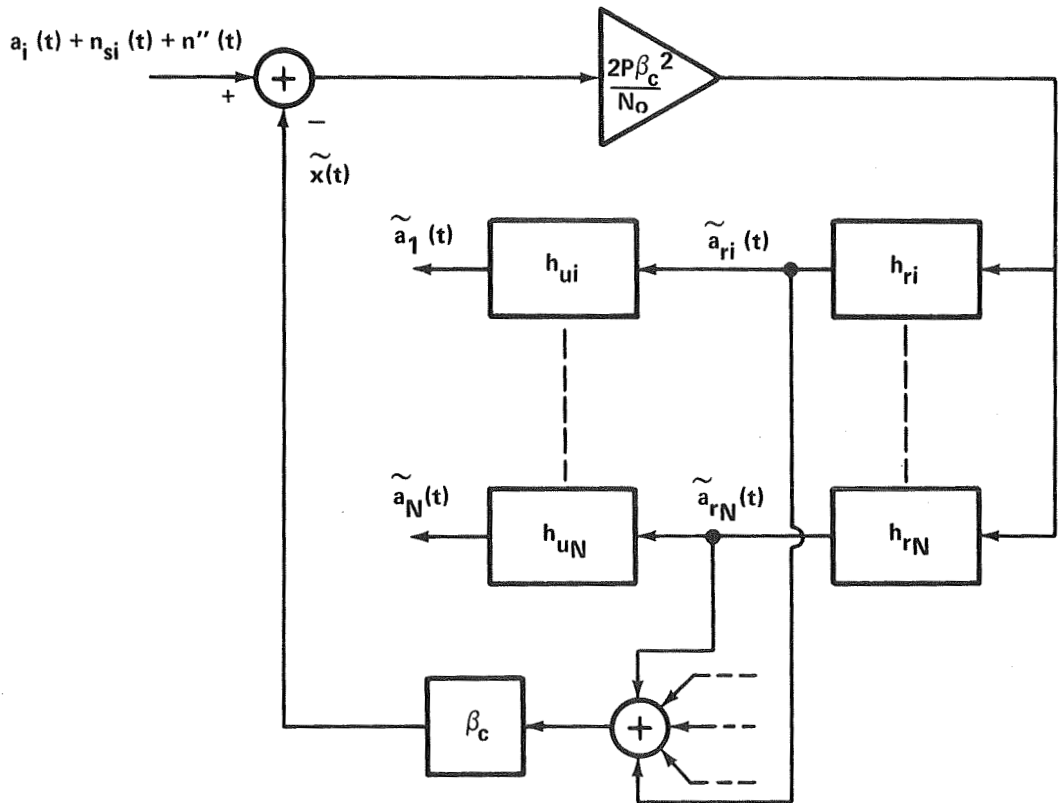 a_i (t) + n_si (t) + n′′ (t)
+
+
−
x̃(t)
2Pβ_c²
N_o
ã_1 (t)
h_ui
ã_ri (t)
h_ri
ã_N (t)
h_uN
ã_rN (t)
h_rN
β_c
+